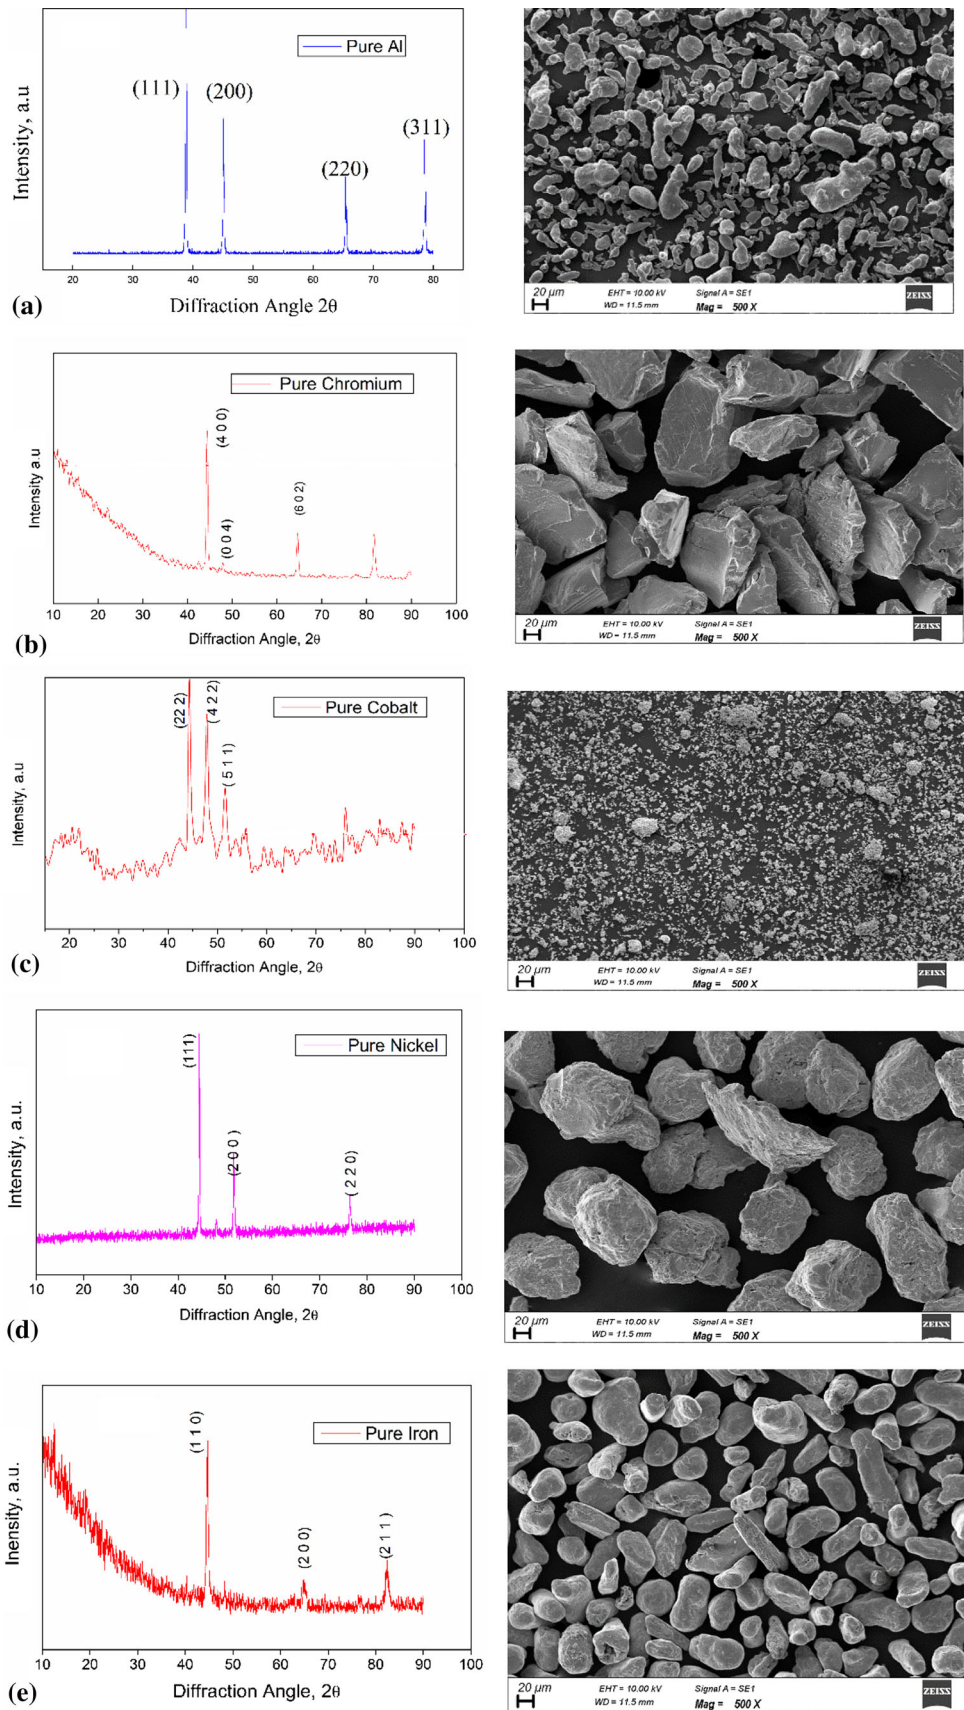 Pure Al
(111)
(200)
(220)
(311)
Intensity, a.u
20 30 40 50 60 70 80
Diffraction Angle 2θ
(a)
20 µm
EHT = 10.00 kV
Signal A = SE1
WD = 11.5 mm
Mag = 500 X
ZEISS
Pure Chromium
(4 0 0)
(0 0 4)
(6 0 2)
Intensity a.u
10 20 30 40 50 60 70 80 90 100
Diffraction Angle, 2θ
(b)
20 µm
EHT = 10.00 kV
Signal A = SE1
WD = 11.5 mm
Mag = 500 X
ZEISS
Pure Cobalt
(22 2)
(4 2 2)
(5 1 1)
Intensity, a.u
20 30 40 50 60 70 80 90 100
Diffraction Angle, 2θ
(c)
20 µm
EHT = 10.00 kV
Signal A = SE1
WD = 11.5 mm
Mag = 500 X
ZEISS
Pure Nickel
(111)
(2 0 0)
(2 2 0)
Intensity, a.u.
10 20 30 40 50 60 70 80 90 100
Diffraction Angle, 2θ
(d)
20 µm
EHT = 10.00 kV
Signal A = SE1
WD = 11.5 mm
Mag = 500 X
ZEISS
Pure Iron
(1 1 0)
(2 0 0)
(2 1 1)
Inensity, a.u.
10 20 30 40 50 60 70 80 90 100
Diffraction Angle, 2θ
(e)
20 µm
EHT = 10.00 kV
Signal A = SE1
WD = 11.5 mm
Mag = 500 X
ZEISS